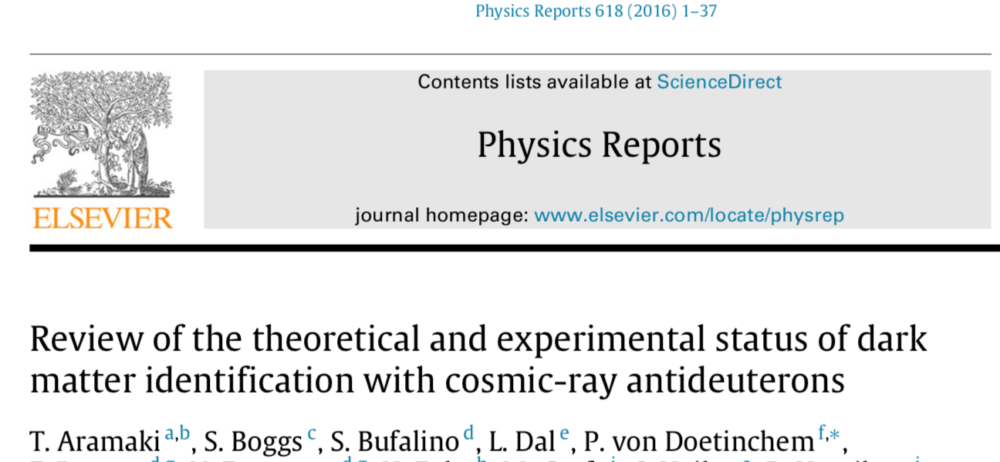 Physics Reports 618 (2016) 1–37
Contents lists available at ScienceDirect
Physics Reports
journal homepage: www.elsevier.com/locate/physrep
NON SOLUS
ELSEVIER
Review of the theoretical and experimental status of dark
matter identification with cosmic-ray antideuterons
T. Aramaki a,b, S. Boggs c, S. Bufalino d, L. Dal e, P. von Doetinchem f,*,